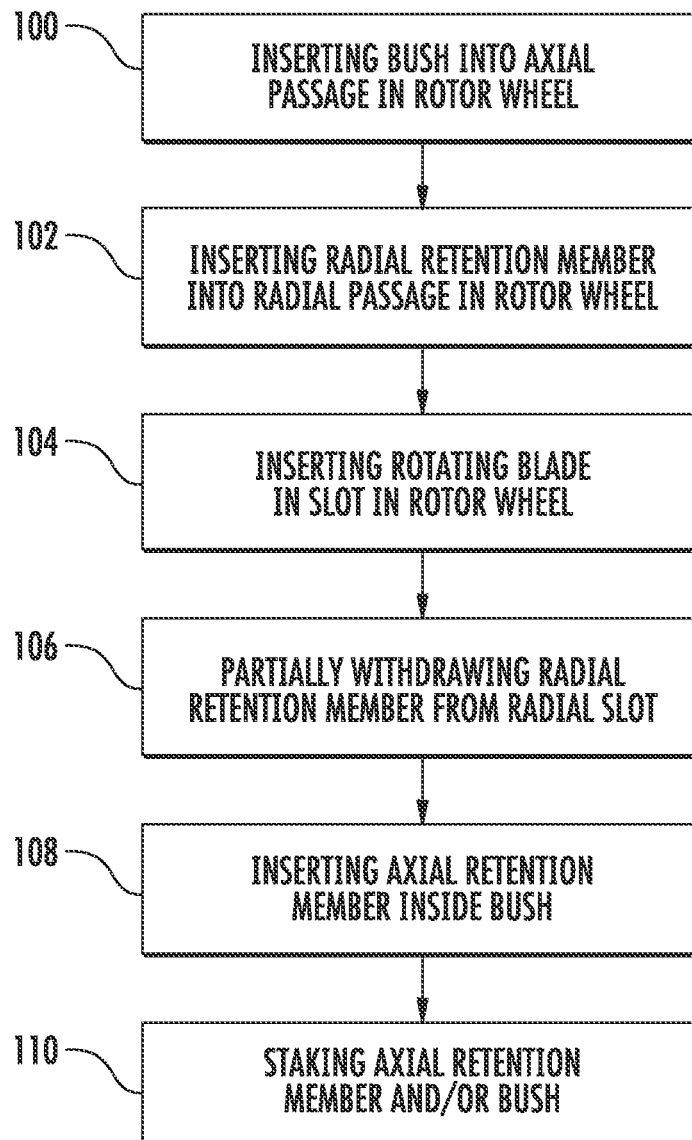 100
INSERTING BUSH INTO AXIAL
PASSAGE IN ROTOR WHEEL
102
INSERTING RADIAL RETENTION MEMBER
INTO RADIAL PASSAGE IN ROTOR WHEEL
104
INSERTING ROTATING BLADE
IN SLOT IN ROTOR WHEEL
106
PARTIALLY WITHDRAWING RADIAL
RETENTION MEMBER FROM RADIAL SLOT
108
INSERTING AXIAL RETENTION
MEMBER INSIDE BUSH
110
STAKING AXIAL RETENTION
MEMBER AND/OR BUSH